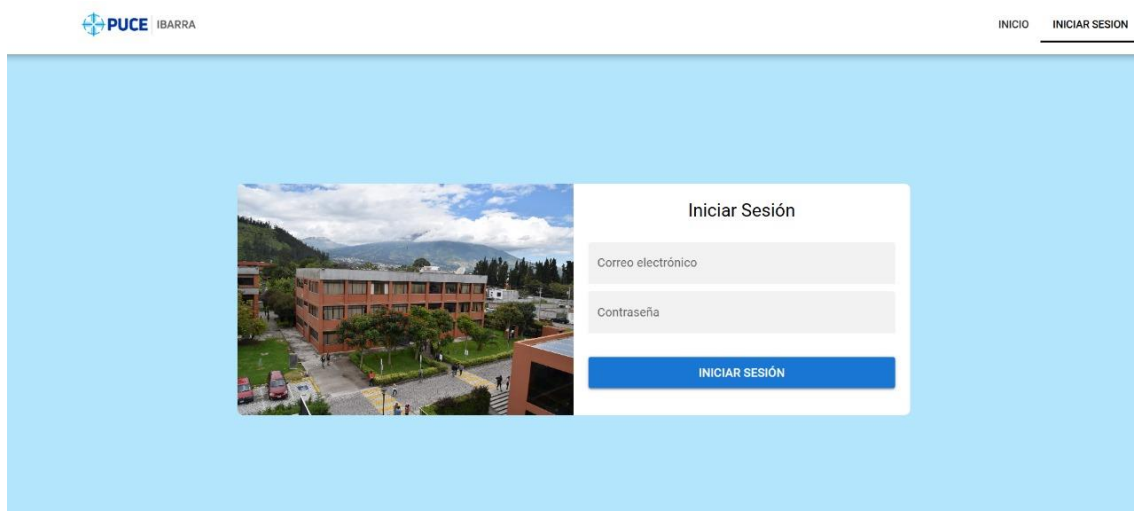 PUCE IBARRA
INICIO INICIAR SESION
Iniciar Sesión
Correo electrónico
Contraseña
INICIAR SESIÓN